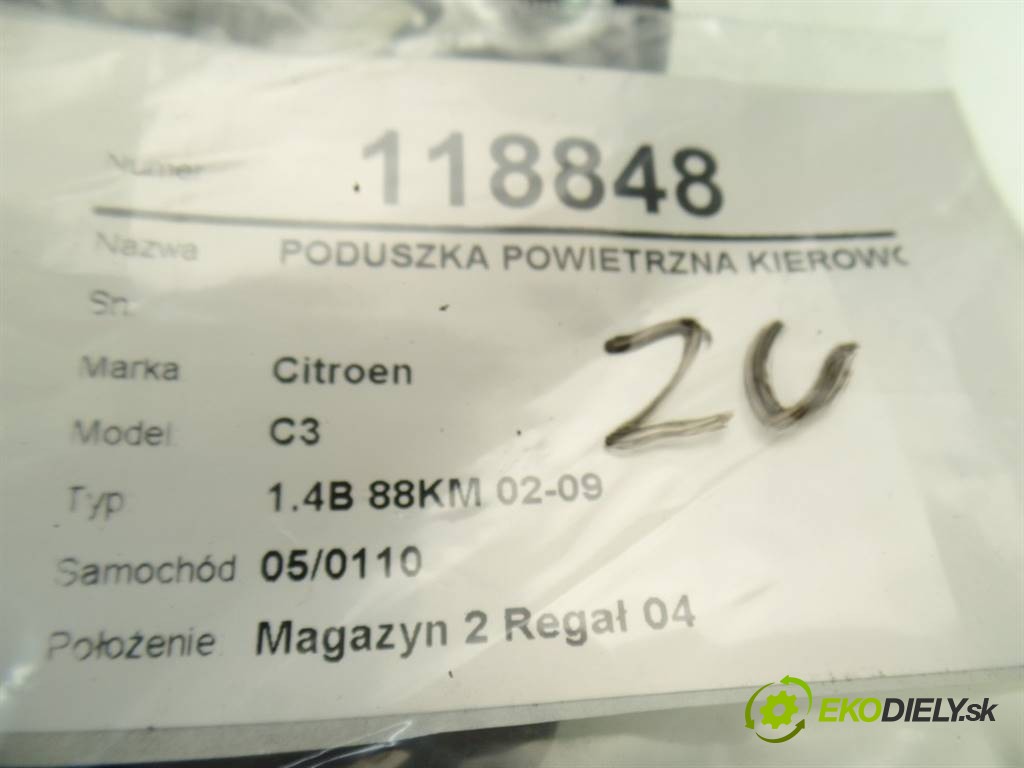 Numer 118848
Nazwa PODUSZKA POWIETRZNA KIEROWC
Sn.
Marka Citroen
Model C3
Typ 1.4B 88KM 02-09
Samochód 05/0110
Położenie Magazyn 2 Regał 04
EKODIELY.sk